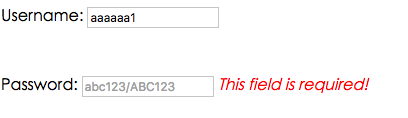 Username: aaaaaa1
Password: abc123/ABC123 This field is required!